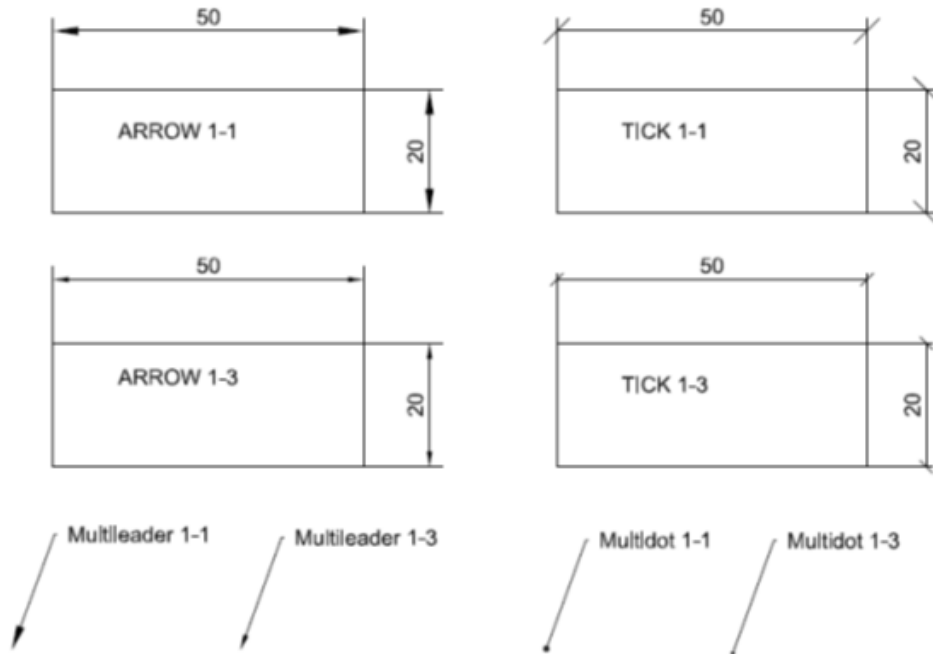 50
50
ARROW 1-1
20
TICK 1-1
20
50
50
ARROW 1-3
20
TICK 1-3
20
Multileader 1-1
Multileader 1-3
Multidot 1-1
Multidot 1-3